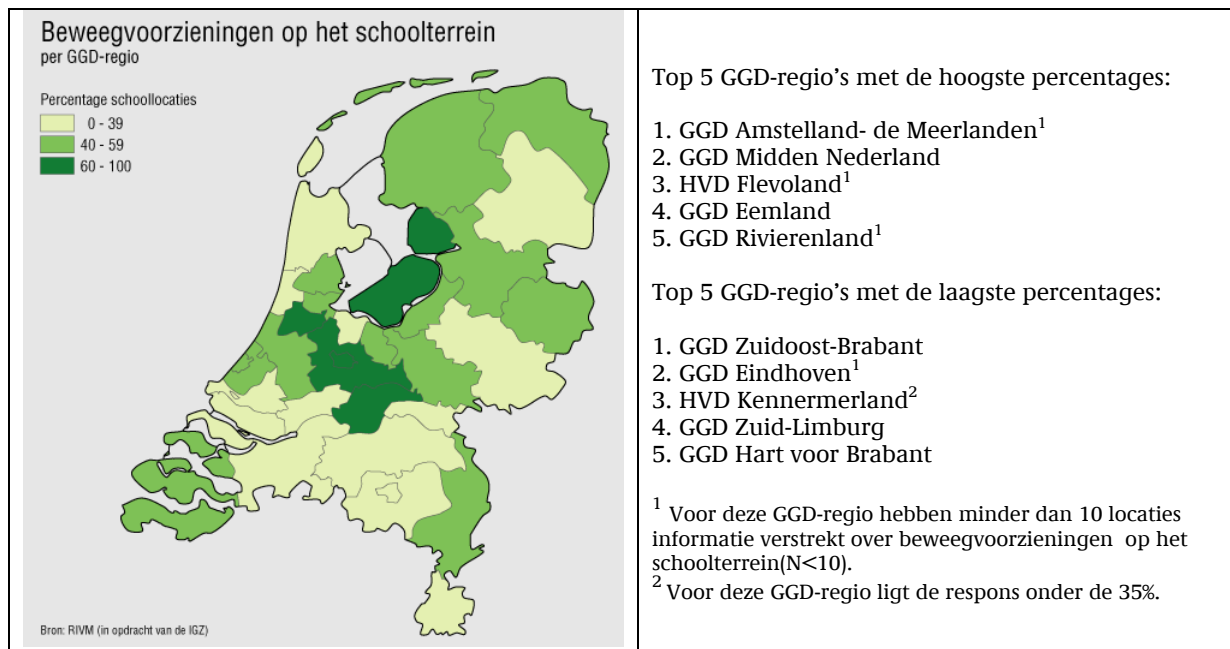 Beweegvoorzieningen op het schoolterrein
per GGD-regio
Percentage schoollocaties
0 - 39
40 - 59
60 - 100
Bron: RIVM (in opdracht van de IGZ)
Top 5 GGD-regio's met de hoogste percentages:
1. GGD Amstelland- de Meerlanden¹
2. GGD Midden Nederland
3. HVD Flevoland¹
4. GGD Eemland
5. GGD Rivierenland¹
Top 5 GGD-regio's met de laagste percentages:
1. GGD Zuidoost-Brabant
2. GGD Eindhoven¹
3. HVD Kennermerland²
4. GGD Zuid-Limburg
5. GGD Hart voor Brabant
¹ Voor deze GGD-regio hebben minder dan 10 locaties
informatie verstrekt over beweegvoorzieningen op het
schoolterrein(N<10).
² Voor deze GGD-regio ligt de respons onder de 35%.